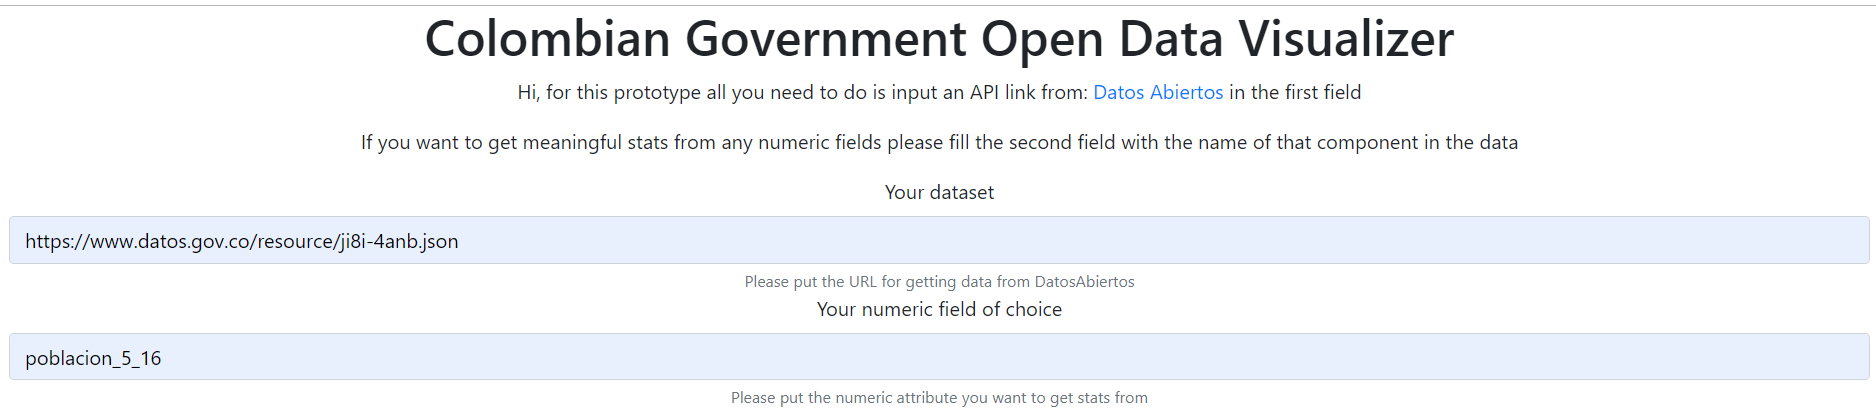 Colombian Government Open Data Visualizer
Hi, for this prototype all you need to do is input an API link from: Datos Abiertos in the first field
If you want to get meaningful stats from any numeric fields please fill the second field with the name of that component in the data
Your dataset
https://www.datos.gov.co/resource/ji8i-4anb.json
Please put the URL for getting data from DatosAbiertos
Your numeric field of choice
poblacion_5_16
Please put the numeric attribute you want to get stats from